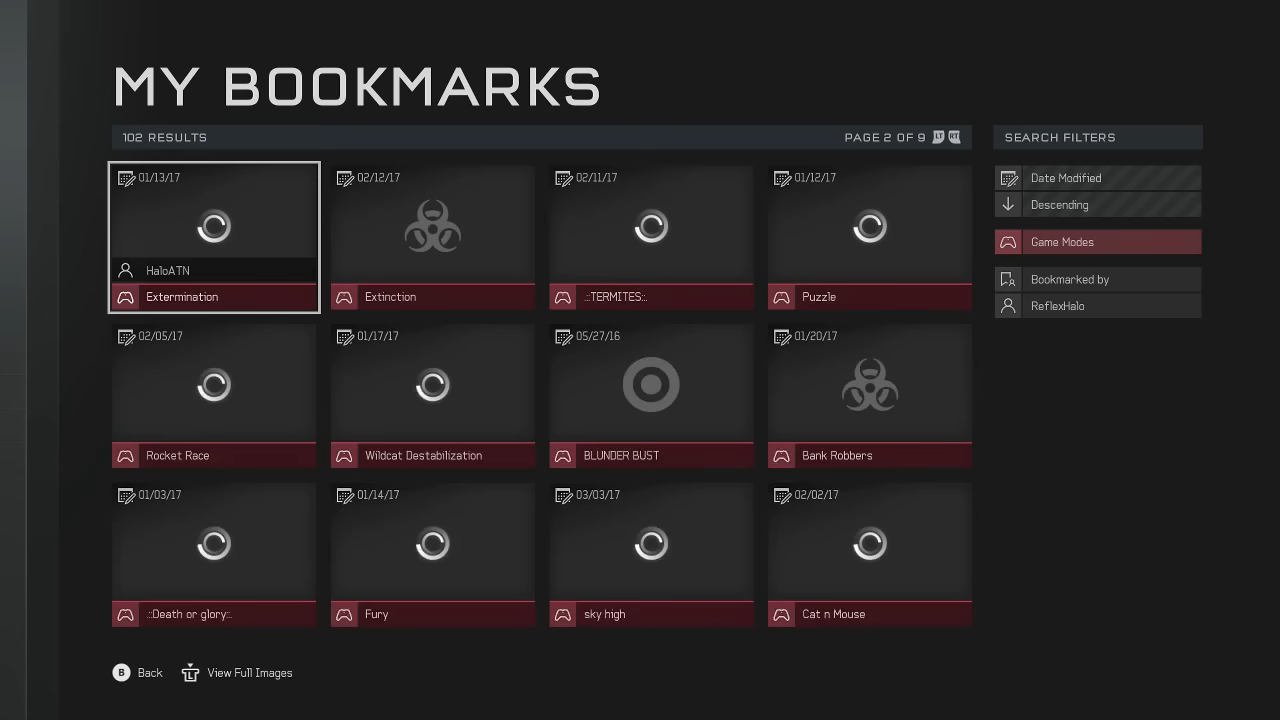 MY BOOKMARKS
102 RESULTS
PAGE 2 OF 9 LT RT
SEARCH FILTERS
01/13/17
02/12/17
02/11/17
01/12/17
HaloATN
Extermination
Extinction
.::TERMITES::.
Puzzle
02/05/17
01/17/17
05/27/16
01/20/17
Rocket Race
Wildcat Destabilization
BLUNDER BUST
Bank Robbers
01/03/17
01/14/17
03/03/17
02/02/17
.::Death or glory::.
Fury
sky high
Cat n Mouse
Date Modified
Descending
Game Modes
Bookmarked by
ReflexHalo
B Back
L View Full Images